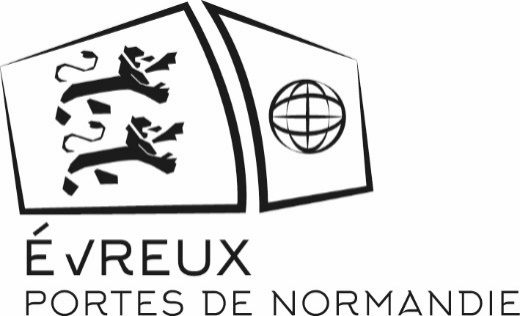 ÉVREUX
PORTES DE NORMANDIE